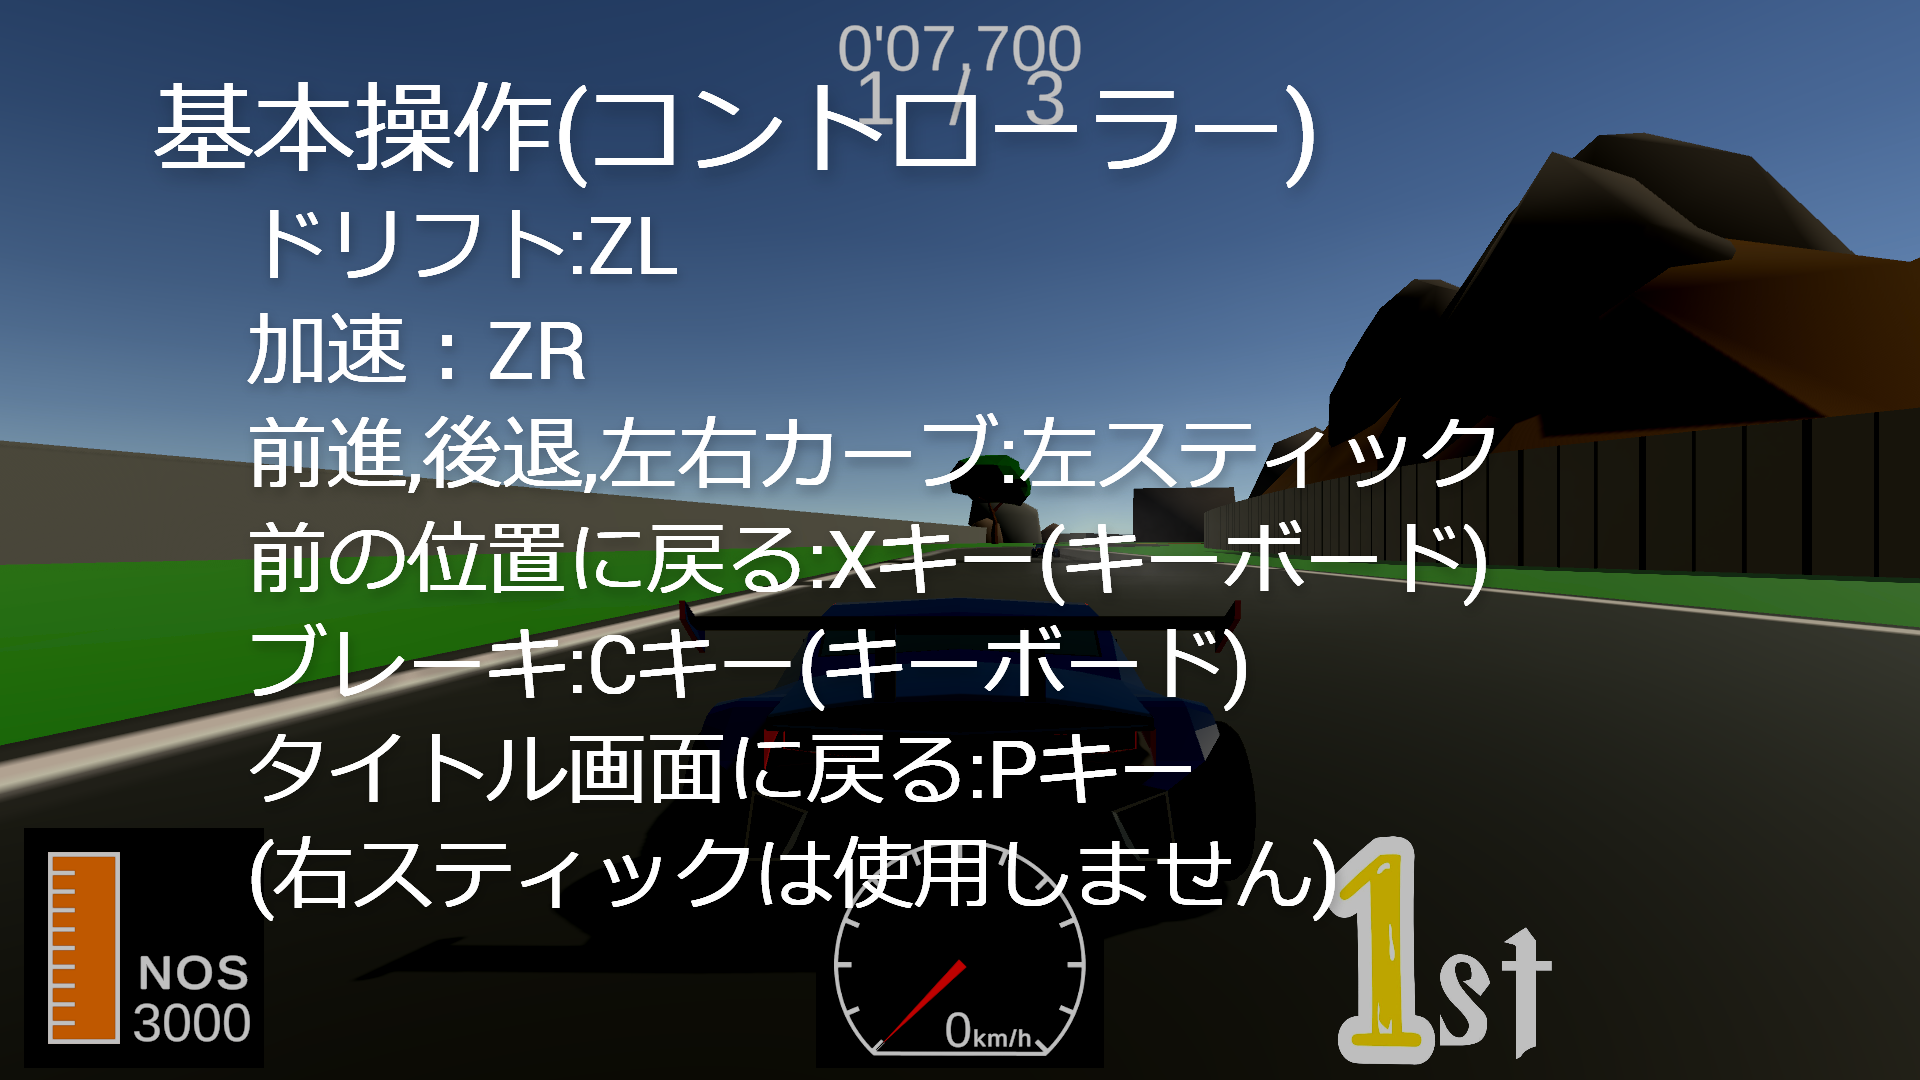 0'07,700
1 / 3
基本操作(コントローラー)
ドリフト:ZL
加速：ZR
前進,後退,左右カーブ:左スティック
前の位置に戻る:Xキー(キーボード)
ブレーキ:Cキー(キーボード)
タイトル画面に戻る:Pキー
(右スティックは使用しません)
NOS
3000
0km/h
1st